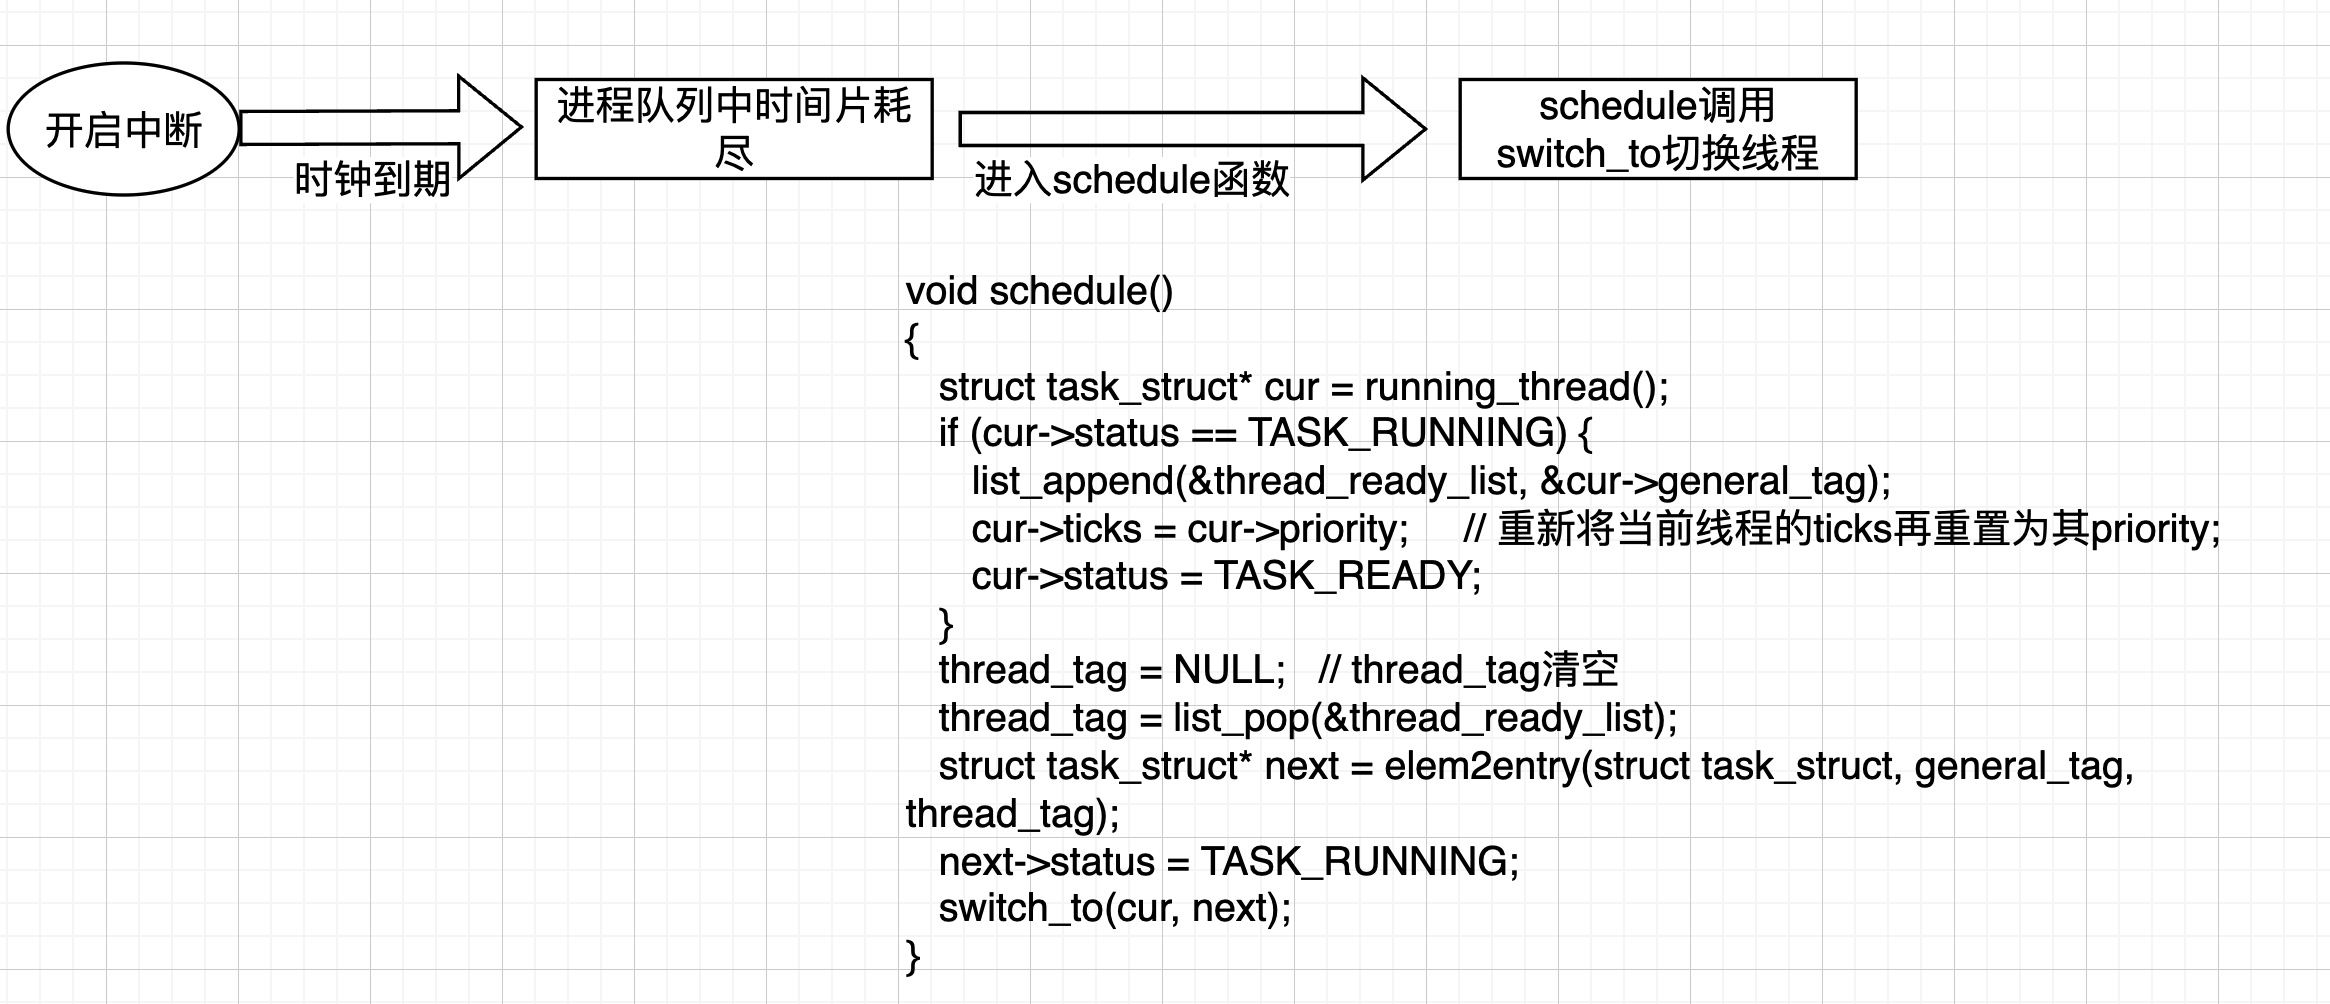 开启中断
时钟到期
进程队列中时间片耗
尽
进入schedule函数
schedule调用
switch_to切换线程
void schedule()
{
struct task_struct* cur = running_thread();
if (cur->status == TASK_RUNNING) {
list_append(&thread_ready_list, &cur->general_tag);
cur->ticks = cur->priority; // 重新将当前线程的ticks再重置为其priority;
cur->status = TASK_READY;
}
thread_tag = NULL; // thread_tag清空
thread_tag = list_pop(&thread_ready_list);
struct task_struct* next = elem2entry(struct task_struct, general_tag,
thread_tag);
next->status = TASK_RUNNING;
switch_to(cur, next);
}